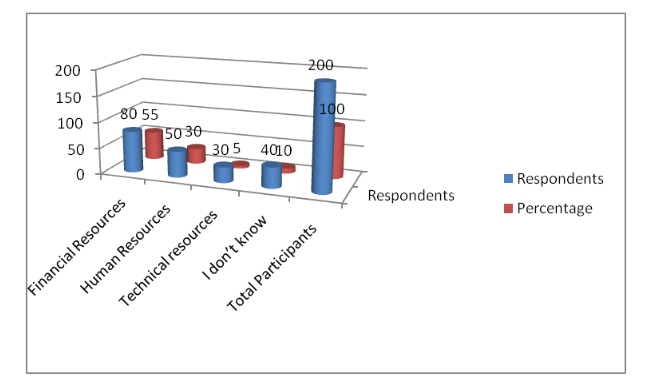 200
150
100
50
0
80 55
50 30
30 5
40 10
200
100
Financial Resources
Human Resources
Technical resources
I don't know
Total Participants
Respondents
Respondents
Percentage